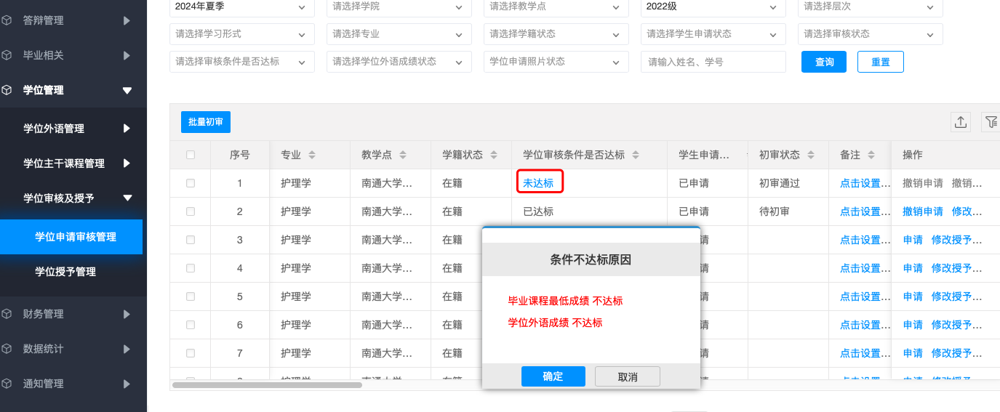 答辩管理
毕业相关
学位管理
学位外语管理
学位主干课程管理
学位审核及授予
学位申请审核管理
学位授予管理
财务管理
数据统计
通知管理
2024年夏季 请选择学院 请选择教学点 2022级 请选择层次
请选择学习形式 请选择专业 请选择学籍状态 请选择学生申请状态 请选择审核状态
请选择审核条件是否达标 请选择学位外语成绩状态 学位申请照片状态 请输入姓名、学号 查询 重置
批量初审
序号 专业 教学点 学籍状态 学位审核条件是否达标 学生申请... 初审状态 备注 操作
1 护理学 南通大学... 在籍 未达标 已申请 初审通过 点击设置... 撤销申请 撤销...
2 护理学 南通大学... 在籍 已达标 已申请 待初审 点击设置... 撤销申请 修改...
3 护理学 南通大学... 在籍 请 点击设置... 申请 修改授予...
4 护理学 南通大学... 在籍 请 点击设置... 申请 修改授予...
5 护理学 南通大学... 在籍 请 点击设置... 申请 修改授予...
6 护理学 南通大学... 在籍 请 点击设置... 申请 修改授予...
7 护理学 南通大学... 在籍 请 点击设置... 申请 修改授予...
条件不达标原因
毕业课程最低成绩 不达标
学位外语成绩 不达标
确定 取消